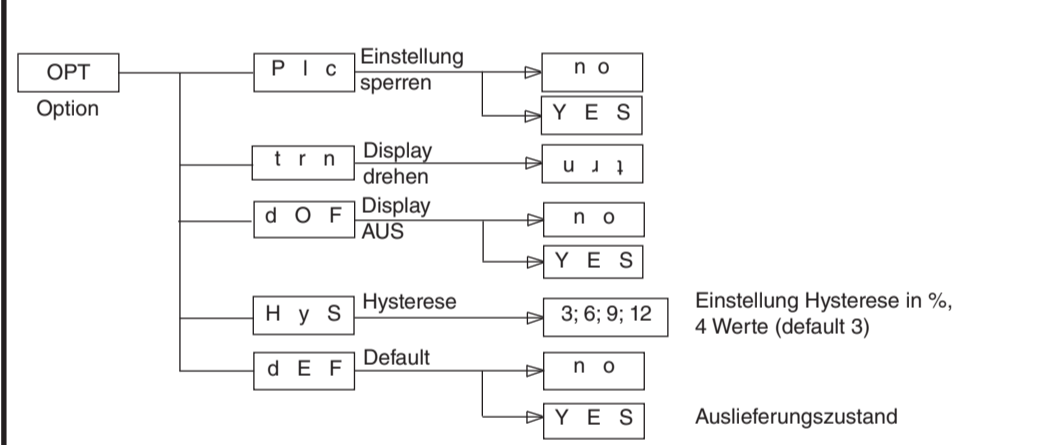 OPT
Option
P l c
Einstellung
sperren
n o
Y E S
t r n
Display
drehen
t r n
d O F
Display
AUS
n o
Y E S
H y S
Hysterese
3; 6; 9; 12
Einstellung Hysterese in %,
4 Werte (default 3)
d E F
Default
n o
Y E S
Auslieferungszustand